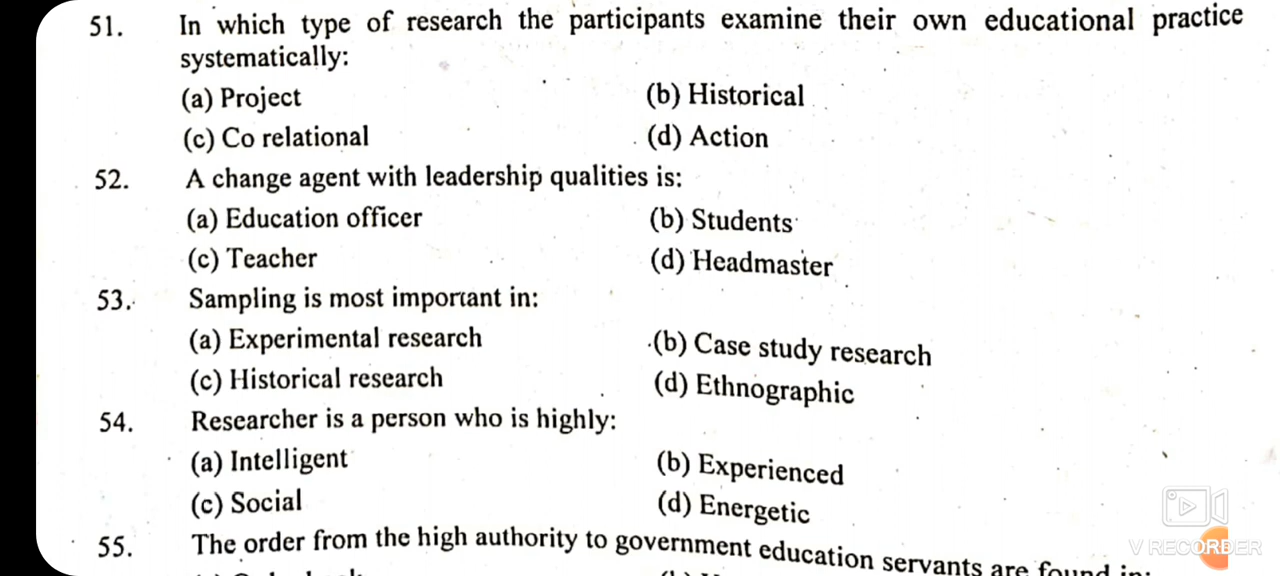 51. In which type of research the participants examine their own educational practice
systematically:
(a) Project (b) Historical
(c) Co relational (d) Action
52. A change agent with leadership qualities is:
(a) Education officer (b) Students
(c) Teacher (d) Headmaster
53. Sampling is most important in:
(a) Experimental research (b) Case study research
(c) Historical research (d) Ethnographic
54. Researcher is a person who is highly:
(a) Intelligent (b) Experienced
(c) Social (d) Energetic
55. The order from the high authority to government education servants are found in:
V RECORDER